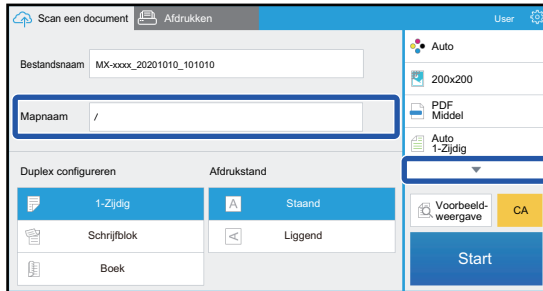 Scan een document
Afdrukken
User
Bestandsnaam
MX-xxxx_20201010_101010
Mapnaam
/
Duplex configureren
Afdrukstand
1-Zijdig
Schrijfblok
Boek
A
Staand
A
Liggend
Auto
200x200
PDF
Middel
Auto
1-Zijdig
Voorbeeld-
weergave
CA
Start